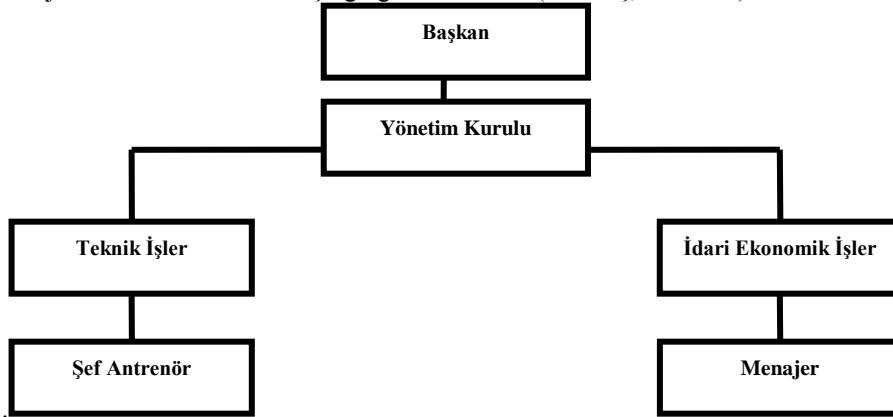 Başkan
Yönetim Kurulu
Teknik İşler
İdari Ekonomik İşler
Şef Antrenör
Menajer